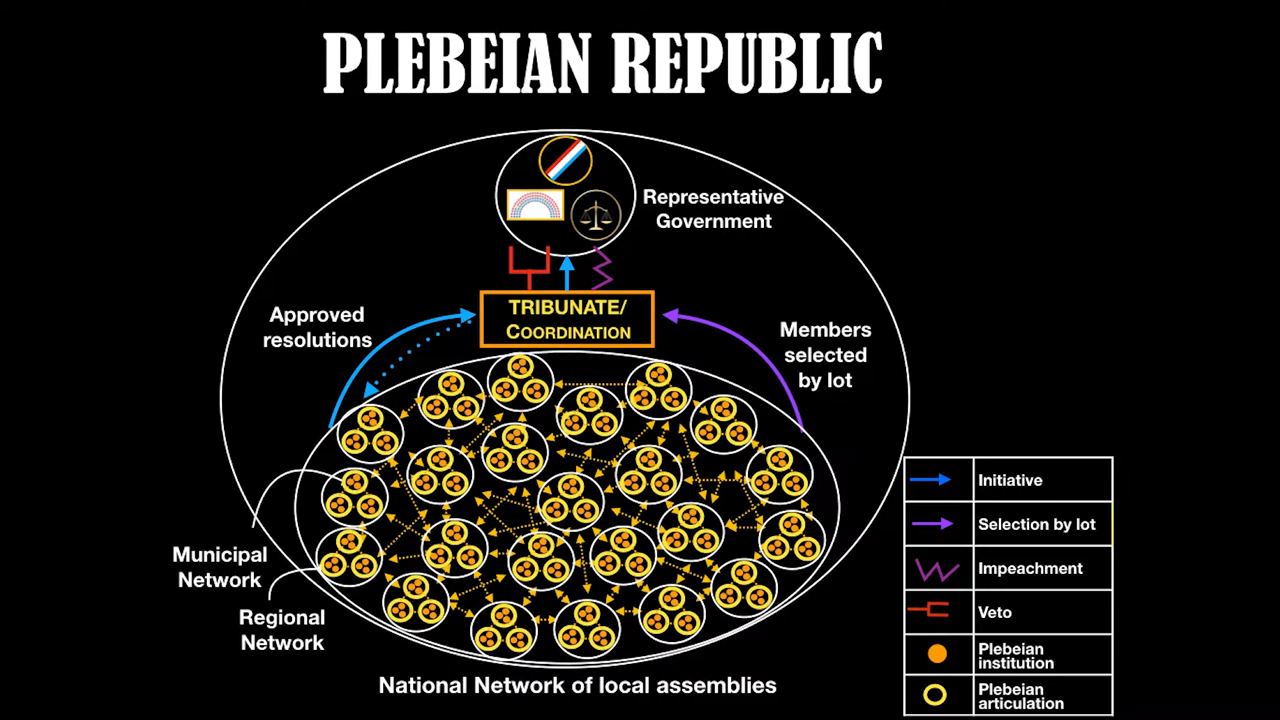 PLEBEIAN REPUBLIC
Representative
Government
TRIBUNATE/
COORDINATION
Approved
resolutions
Members
selected
by lot
Municipal
Network
Regional
Network
National Network of local assemblies
Initiative
Selection by lot
Impeachment
Veto
Plebeian
institution
Plebeian
articulation